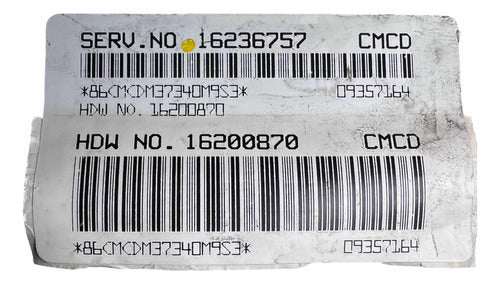 SERV.NO.16236757 CMCD
*86CMCDM37340M9S3* 09357164
HDW NO. 16200870
HDW NO. 16200870 CMCD
*86CMCDM37340M9S3* 09357164